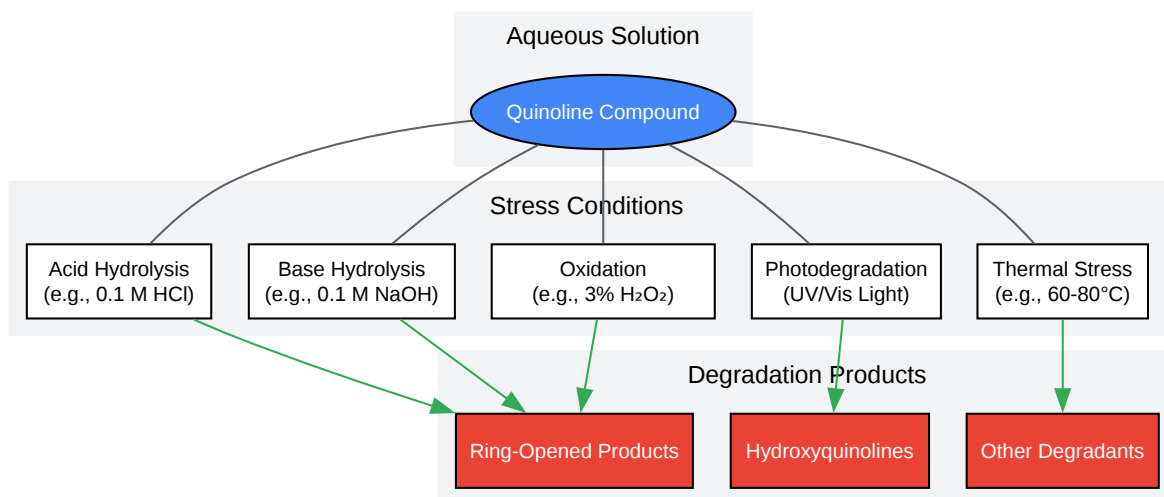 Aqueous Solution
Quinoline Compound
Stress Conditions
Acid Hydrolysis
(e.g., 0.1 M HCl)
Base Hydrolysis
(e.g., 0.1 M NaOH)
Oxidation
(e.g., 3% H₂O₂)
Photodegradation
(UV/Vis Light)
Thermal Stress
(e.g., 60-80°C)
Degradation Products
Ring-Opened Products
Hydroxyquinolines
Other Degradants